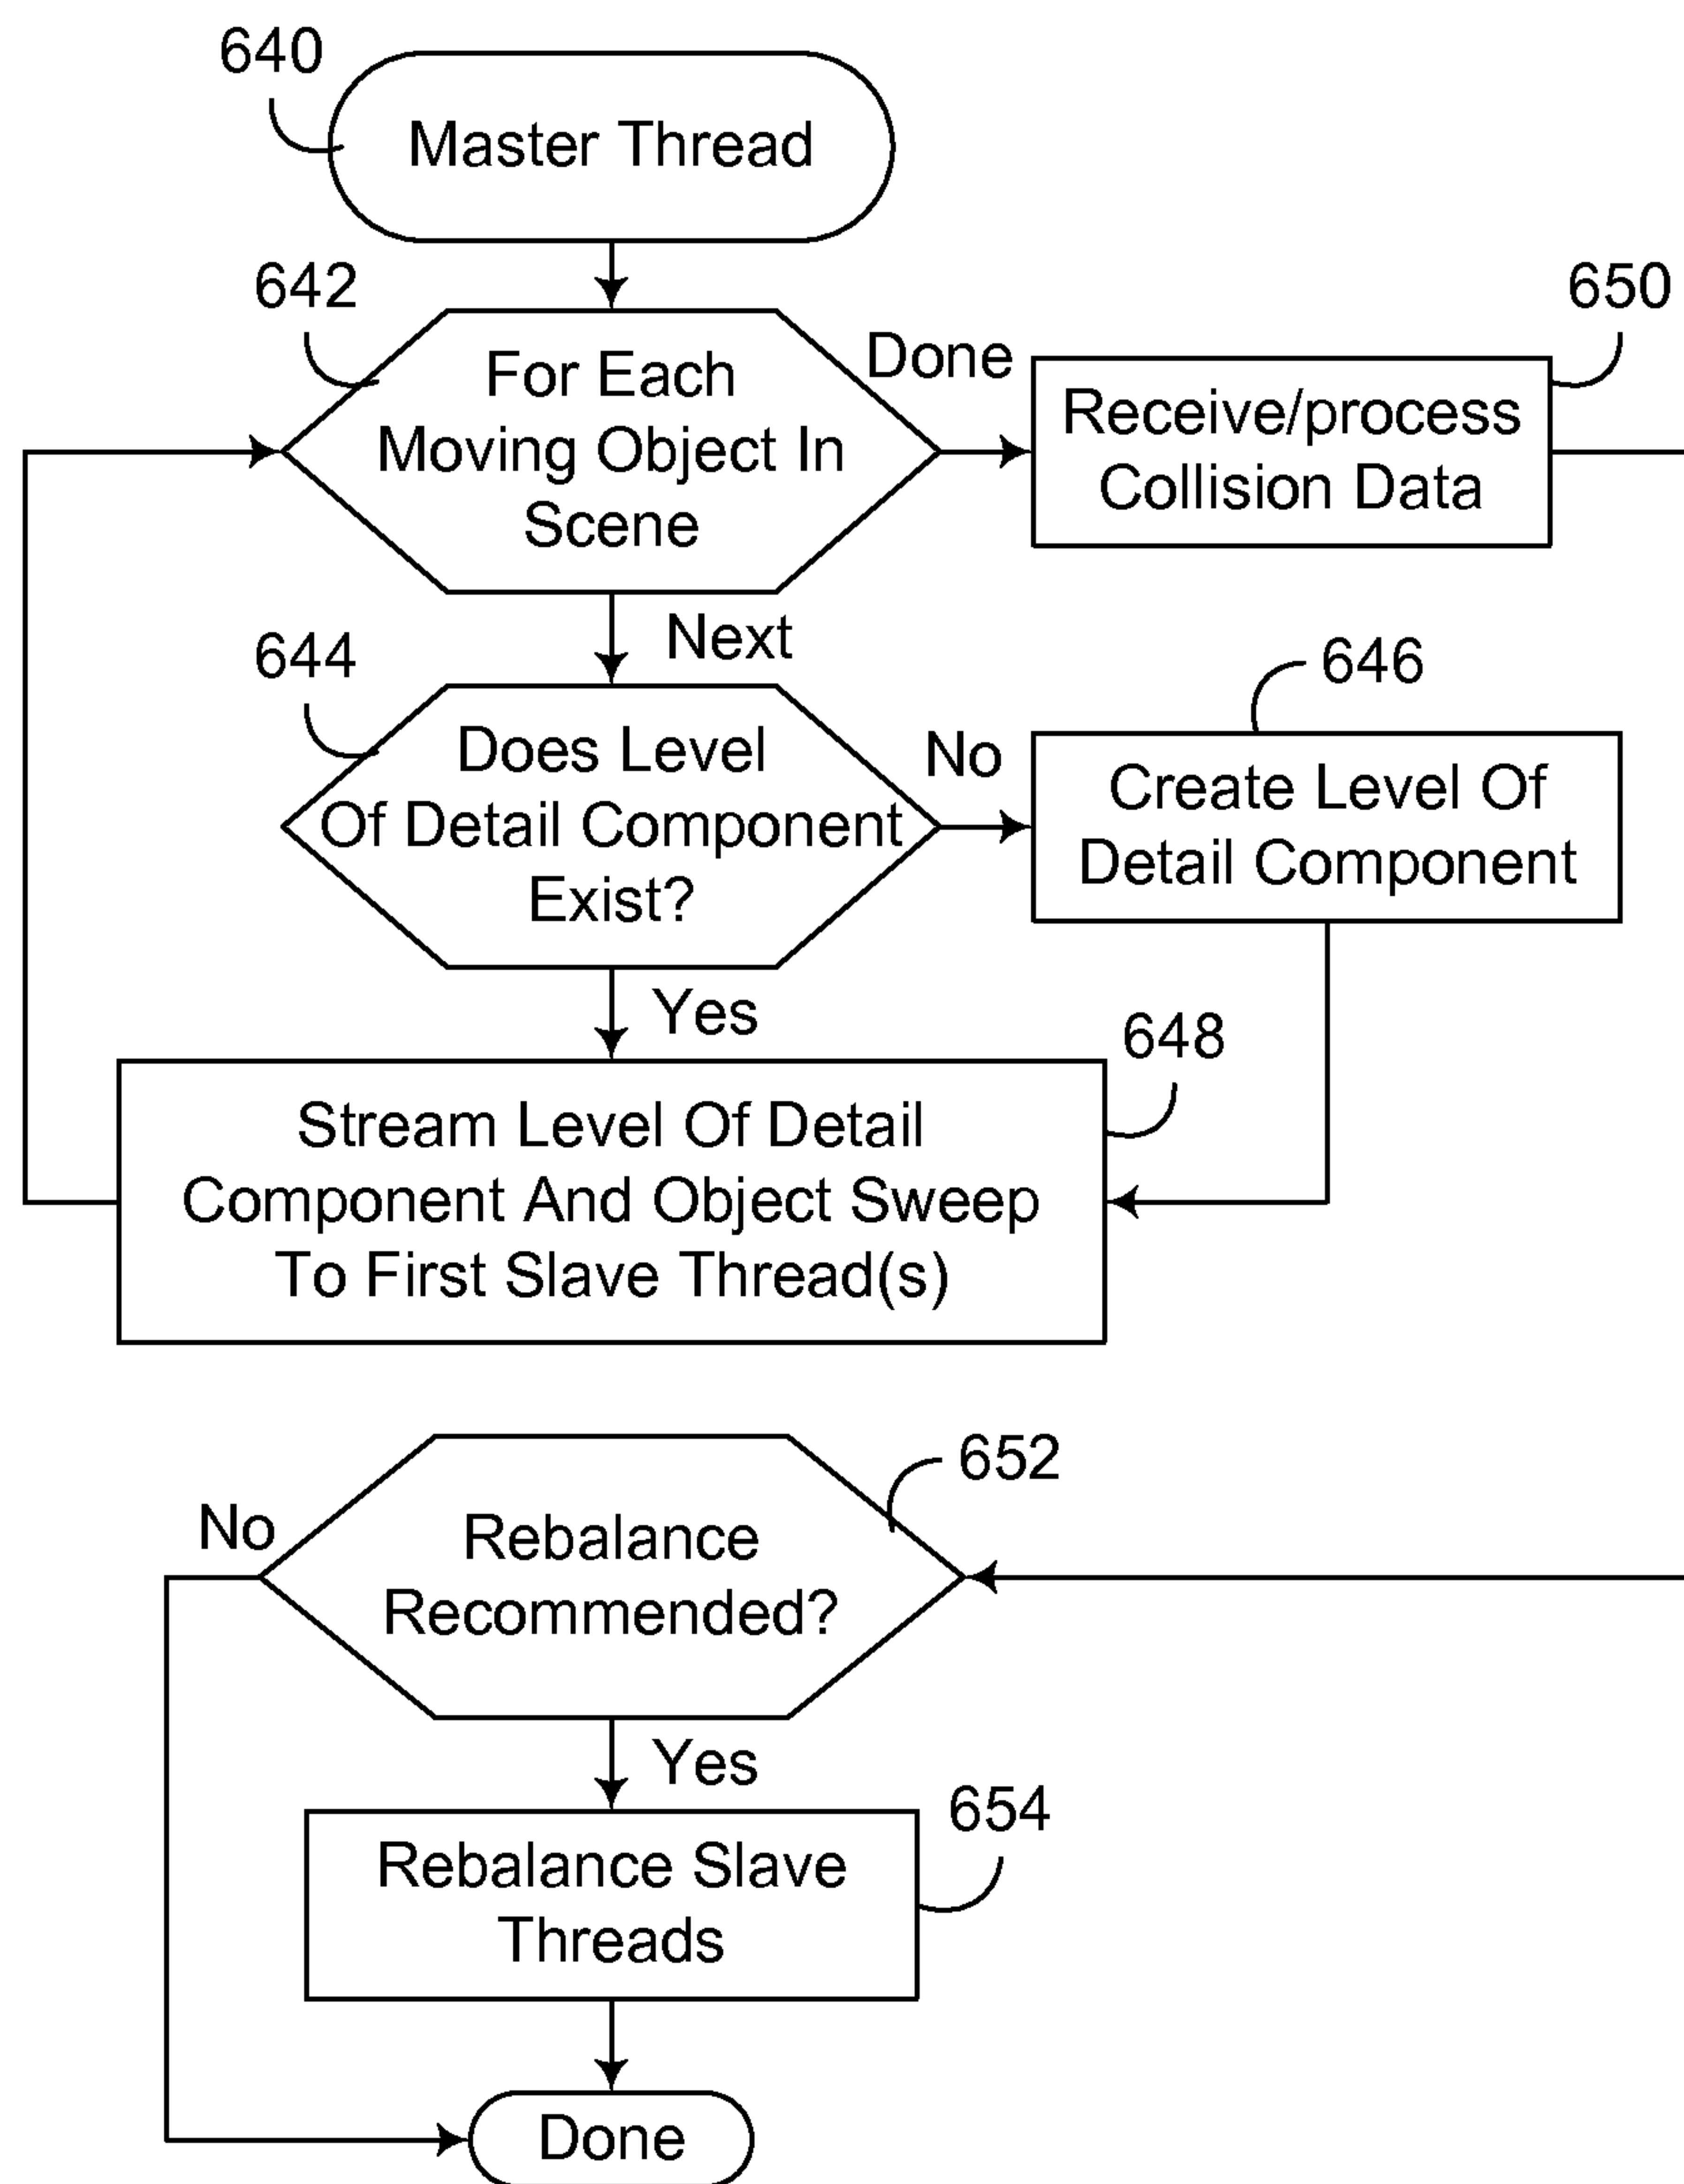 640
Master Thread
642
For Each
Moving Object In
Scene
Done
650
Receive/process
Collision Data
Next
644
Does Level
Of Detail Component
Exist?
No
646
Create Level Of
Detail Component
Yes
648
Stream Level Of Detail
Component And Object Sweep
To First Slave Thread(s)
652
Rebalance
Recommended?
No
Yes
654
Rebalance Slave
Threads
Done